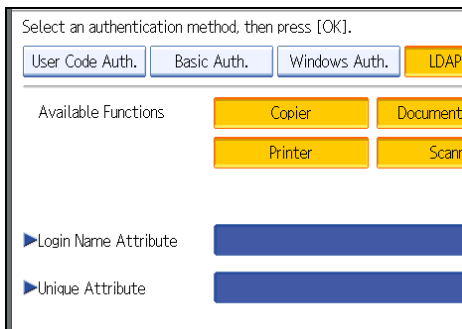 Select an authentication method, then press [OK].
User Code Auth. Basic Auth. Windows Auth. LDAP
Available Functions Copier Document
Printer Scann
Login Name Attribute
Unique Attribute